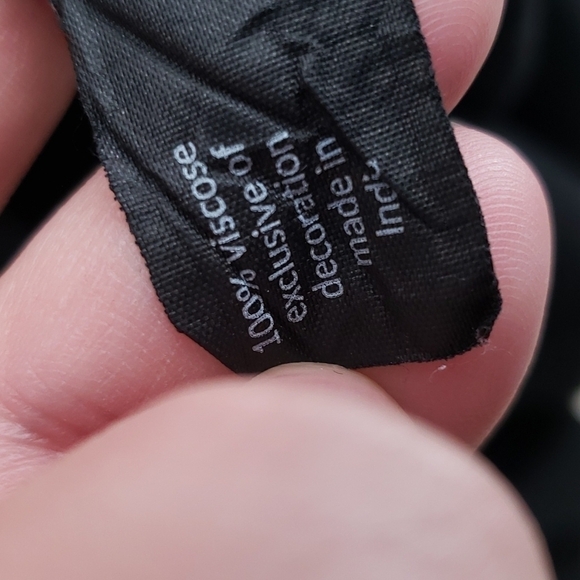 100% viscose
exclusive of
decoration
made in